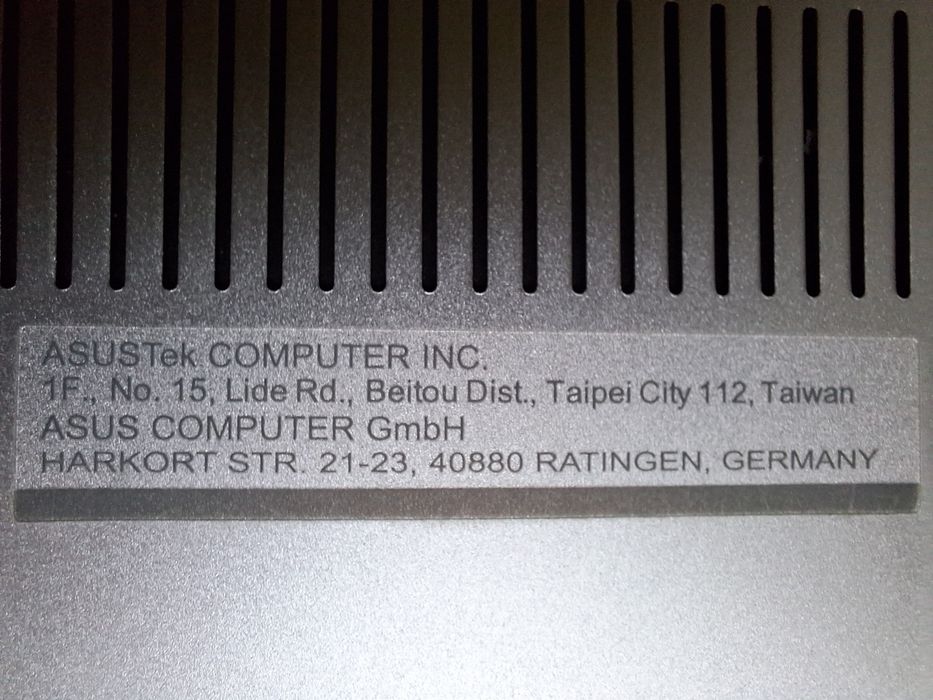 ASUSTek COMPUTER INC.
1F., No. 15, Lide Rd., Beitou Dist., Taipei City 112, Taiwan
ASUS COMPUTER GmbH
HARKORT STR. 21-23, 40880 RATINGEN, GERMANY